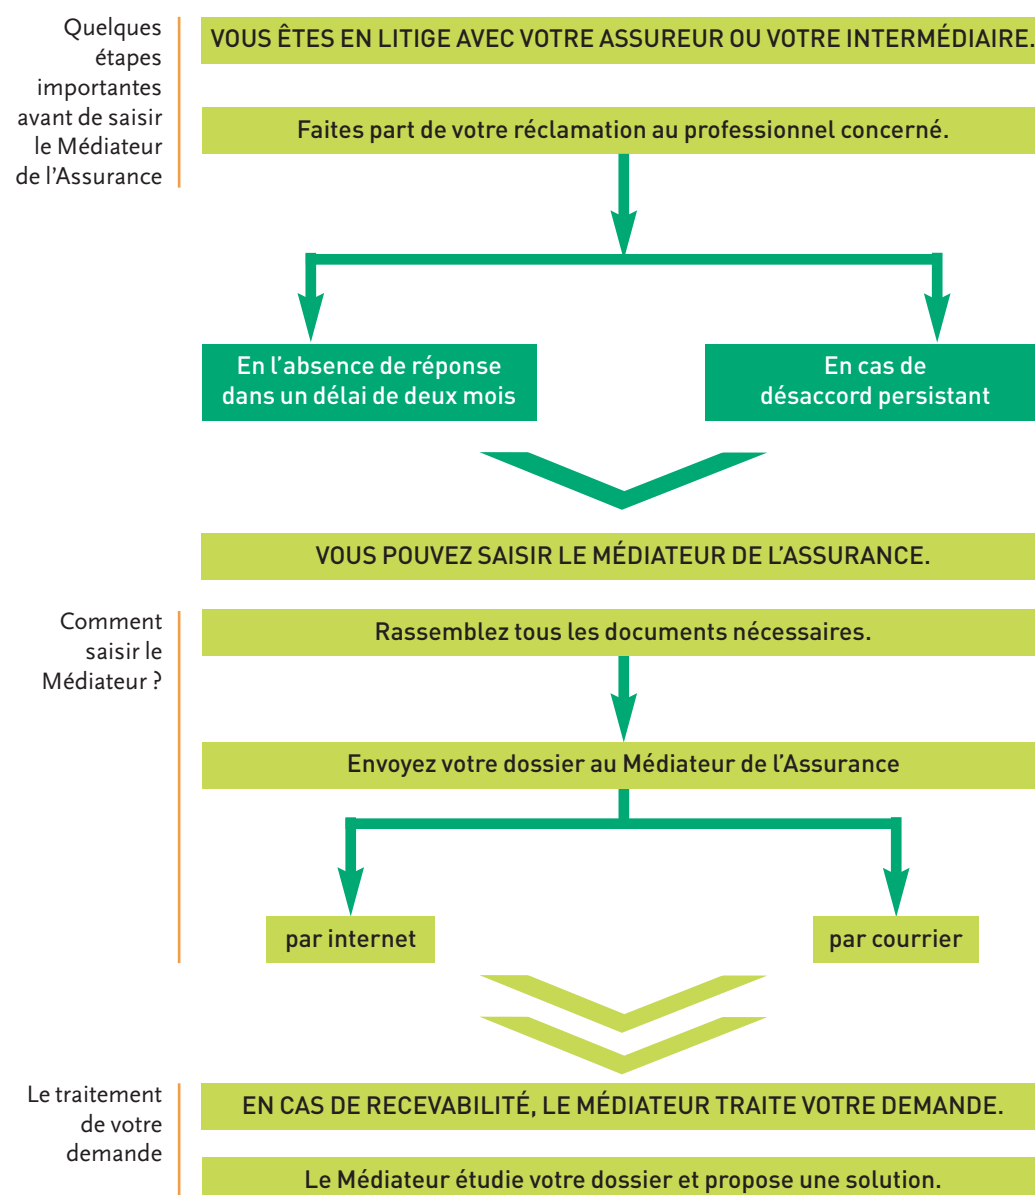 Quelques
étapes
importantes
avant de saisir
le Médiateur
de l'Assurance
VOUS ÊTES EN LITIGE AVEC VOTRE ASSUREUR OU VOTRE INTERMÉDIAIRE.
Faites part de votre réclamation au professionnel concerné.
En l'absence de réponse
dans un délai de deux mois
En cas de
désaccord persistant
VOUS POUVEZ SAISIR LE MÉDIATEUR DE L'ASSURANCE.
Comment
saisir le
Médiateur ?
Rassemblez tous les documents nécessaires.
Envoyez votre dossier au Médiateur de l'Assurance
par internet
par courrier
Le traitement
de votre
demande
EN CAS DE RECEVABILITÉ, LE MÉDIATEUR TRAITE VOTRE DEMANDE.
Le Médiateur étudie votre dossier et propose une solution.